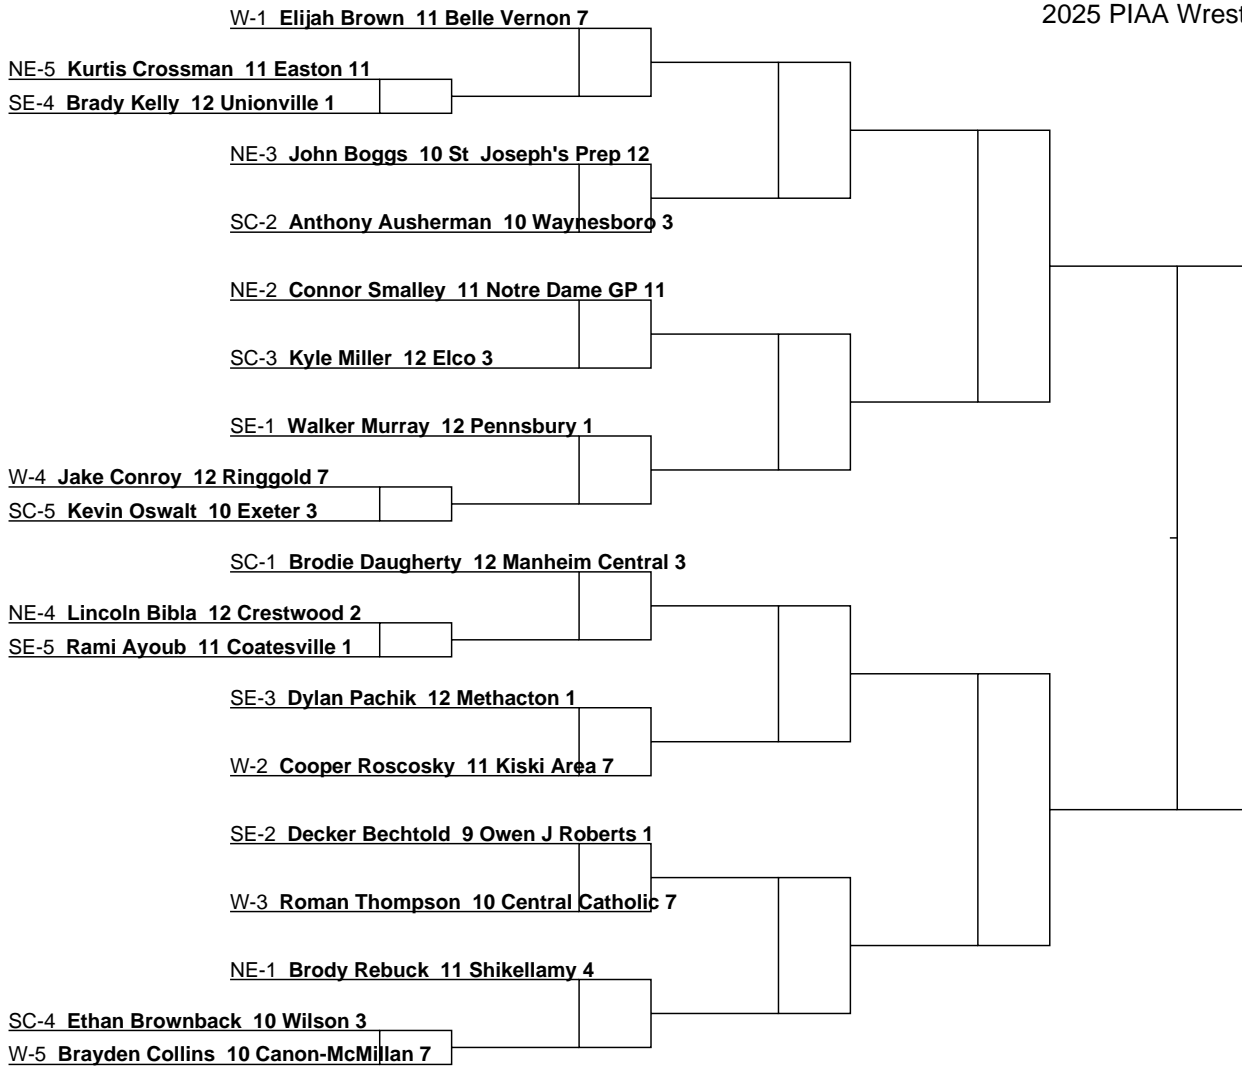 2025 PIAA Wrest
W-1 Elijah Brown 11 Belle Vernon 7
NE-5 Kurtis Crossman 11 Easton 11
SE-4 Brady Kelly 12 Unionville 1
NE-3 John Boggs 10 St Joseph's Prep 12
SC-2 Anthony Ausherman 10 Waynesboro 3
NE-2 Connor Smalley 11 Notre Dame GP 11
SC-3 Kyle Miller 12 Elco 3
SE-1 Walker Murray 12 Pennsbury 1
W-4 Jake Conroy 12 Ringgold 7
SC-5 Kevin Oswalt 10 Exeter 3
SC-1 Brodie Daugherty 12 Manheim Central 3
NE-4 Lincoln Bibla 12 Crestwood 2
SE-5 Rami Ayoub 11 Coatesville 1
SE-3 Dylan Pachik 12 Methacton 1
W-2 Cooper Roscosky 11 Kiski Area 7
SE-2 Decker Bechtold 9 Owen J Roberts 1
W-3 Roman Thompson 10 Central Catholic 7
NE-1 Brody Rebuck 11 Shikellamy 4
SC-4 Ethan Brownback 10 Wilson 3
W-5 Brayden Collins 10 Canon-McMillan 7